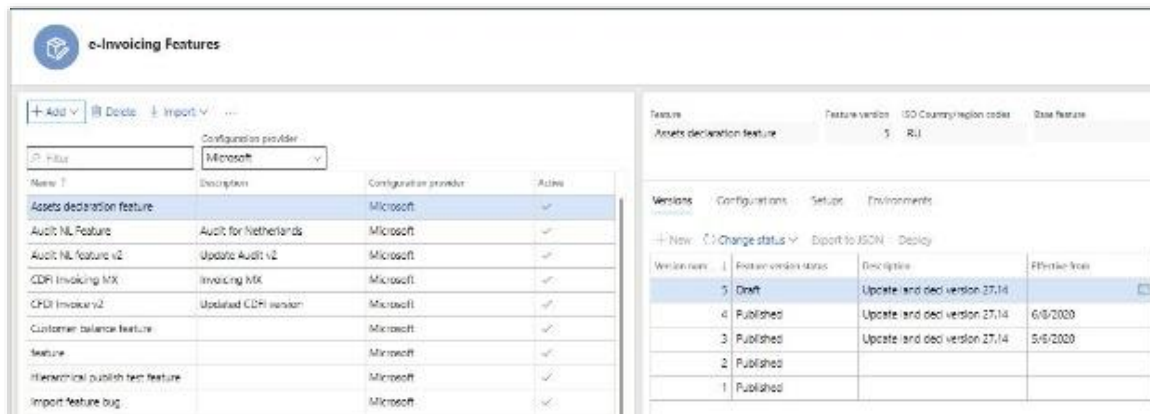 e-Invoicing Features
+ Add Delete Import ...
Configuration provider
Filter Microsoft
Name Description Configuration provider Active
Assets declaration feature Microsoft
Audit NL Feature Audit for Netherlands Microsoft
Audit NL feature v2 Update Audit v2 Microsoft
CDFI Invoicing MX Invoicing MX Microsoft
CFDI Invoice v2 Updated CDFI version Microsoft
Customer balance feature Microsoft
feature Microsoft
Hierarchical publish test feature Microsoft
Import feature bug Microsoft
Feature Feature version ISO Country/region codes Base feature
Assets declaration feature 5 RU
Versions Configurations Setups Environments
+ New Change status Export to JSON Deploy
Version num... Feature version status Description Effective from
5 Draft Update land decl version 27.14
4 Published Update land decl version 27.14 6/8/2020
3 Published Update land decl version 27.14 5/6/2020
2 Published
1 Published